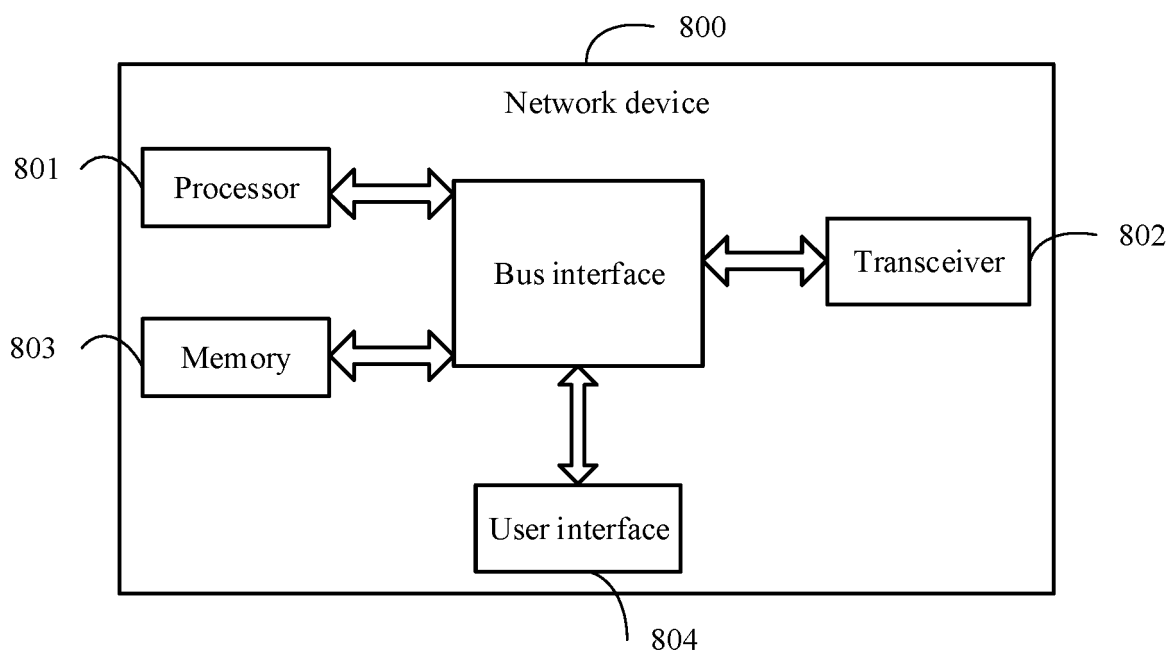 800
Network device
801
Processor
Bus interface
Transceiver
802
803
Memory
User interface
804